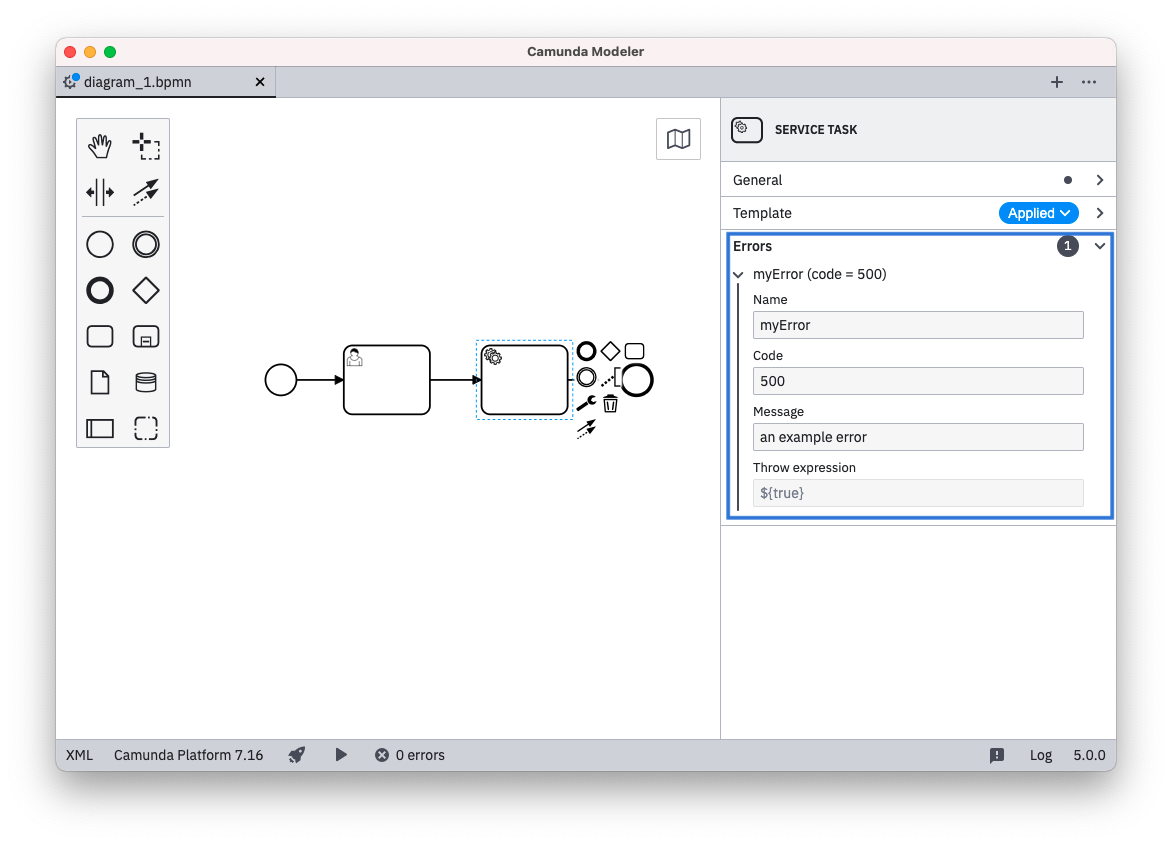 Camunda Modeler
diagram_1.bpmn
SERVICE TASK
General
Template
Applied
Errors
1
myError (code = 500)
Name
myError
Code
500
Message
an example error
Throw expression
${true}
XML
Camunda Platform 7.16
0 errors
Log
5.0.0